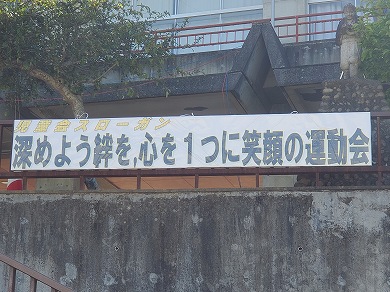 児童会スローガン
深めよう絆を,心を１つに笑顔の運動会